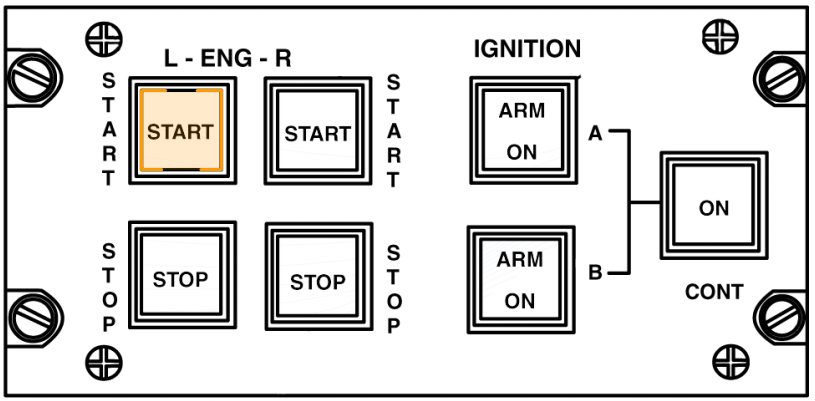 L - ENG - R
IGNITION
START
START
START
START
ARM
ON
A
ON
CONT
STOP
STOP
STOP
STOP
ARM
ON
B